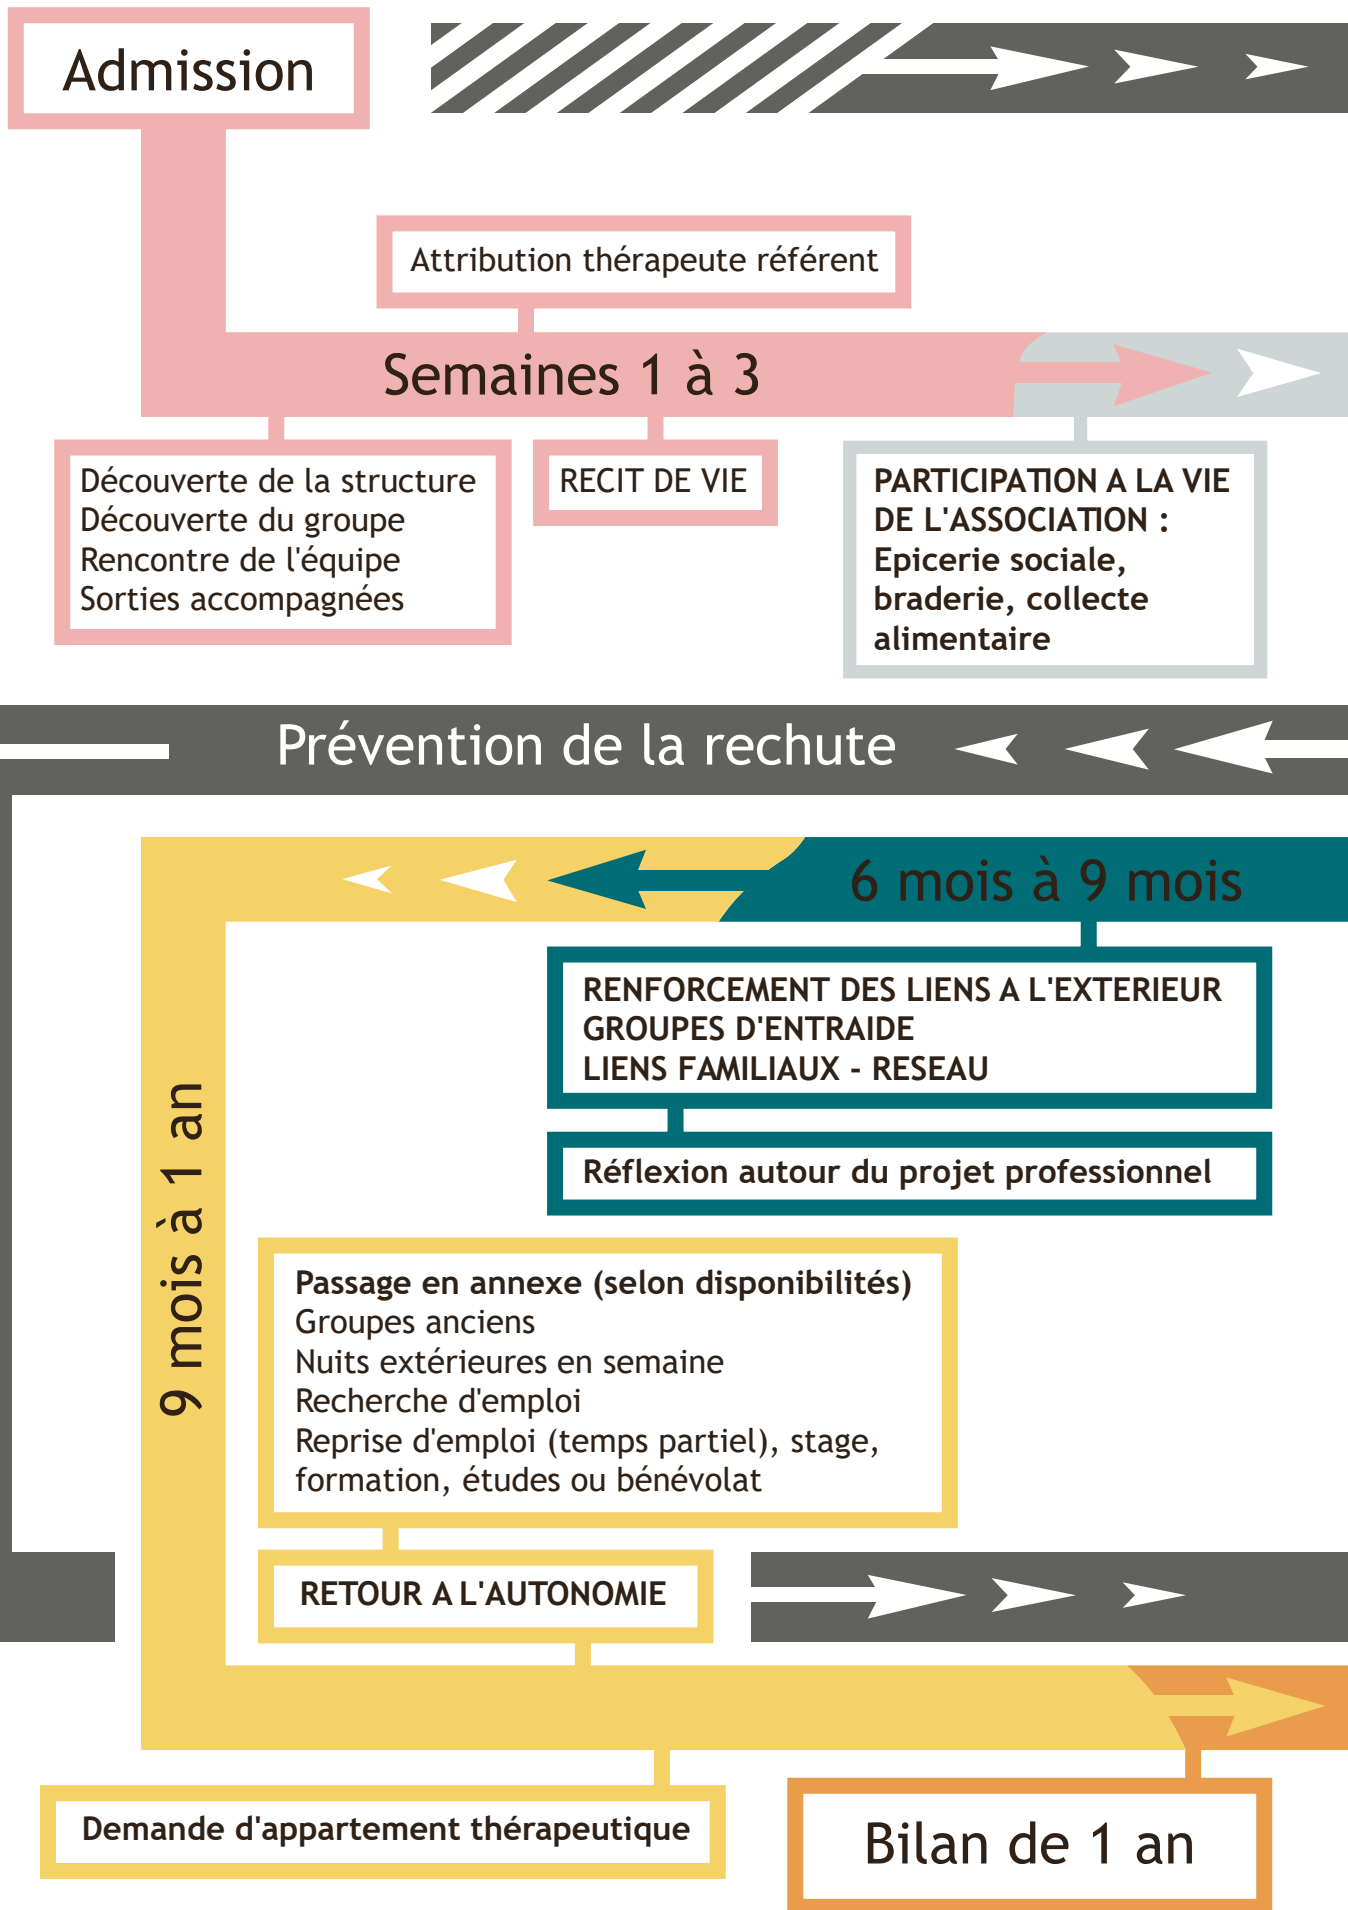 Admission
Attribution thérapeute référent
Semaines 1 à 3
Découverte de la structure
Découverte du groupe
Rencontre de l'équipe
Sorties accompagnées
RECIT DE VIE
PARTICIPATION A LA VIE
DE L'ASSOCIATION :
Epicerie sociale,
braderie, collecte
alimentaire
Prévention de la rechute
6 mois à 9 mois
RENFORCEMENT DES LIENS A L'EXTERIEUR
GROUPES D'ENTRAIDE
LIENS FAMILIAUX - RESEAU
Réflexion autour du projet professionnel
9 mois à 1 an
Passage en annexe (selon disponibilités)
Groupes anciens
Nuits extérieures en semaine
Recherche d'emploi
Reprise d'emploi (temps partiel), stage,
formation, études ou bénévolat
RETOUR A L'AUTONOMIE
Demande d'appartement thérapeutique
Bilan de 1 an